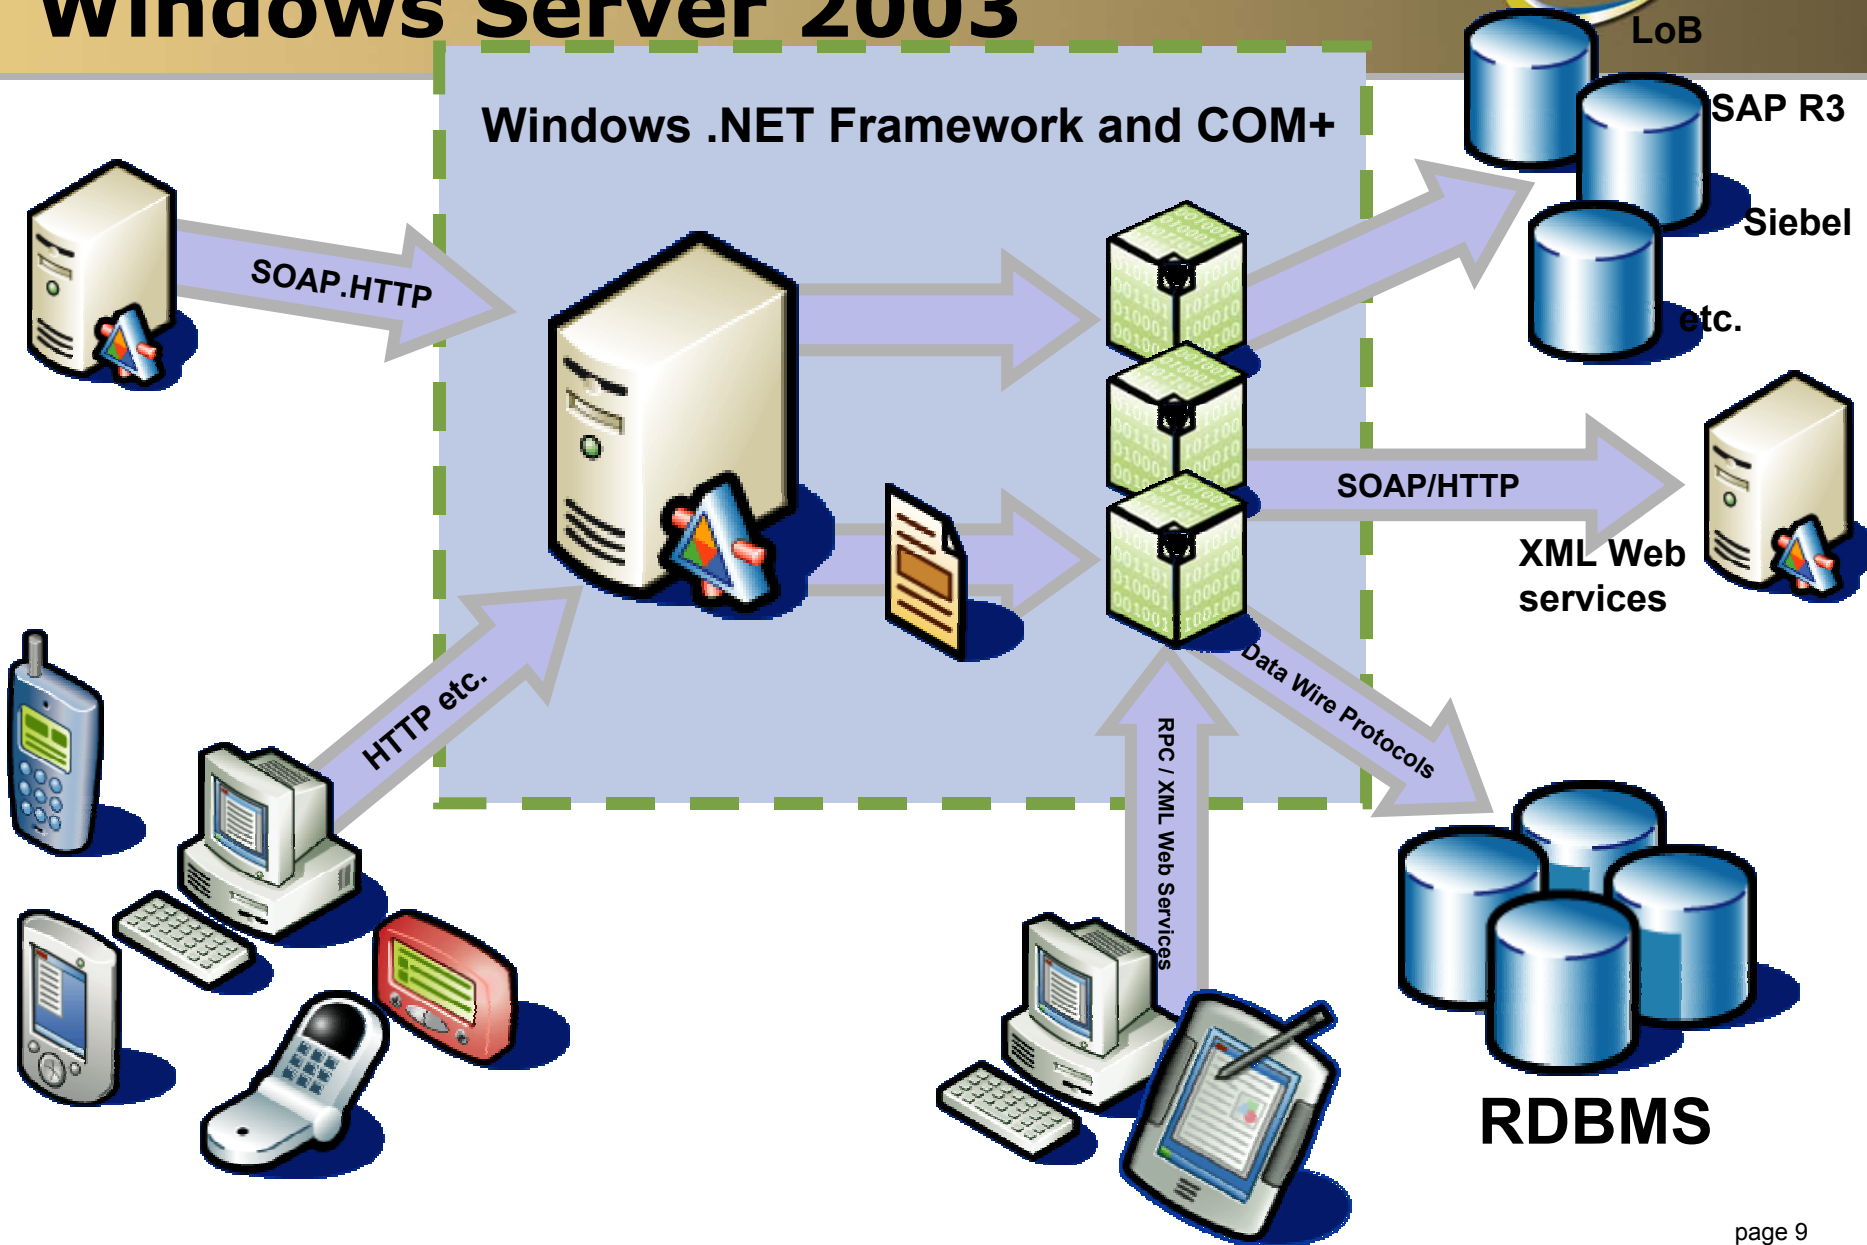 Windows Server 2003
LoB
Windows .NET Framework and COM+
SAP R3
Siebel
SOAP.HTTP
etc.
SOAP/HTTP
XML Web
services
HTTP etc.
Data Wire Protocols
RPC / XML Web Services
RDBMS
page 9